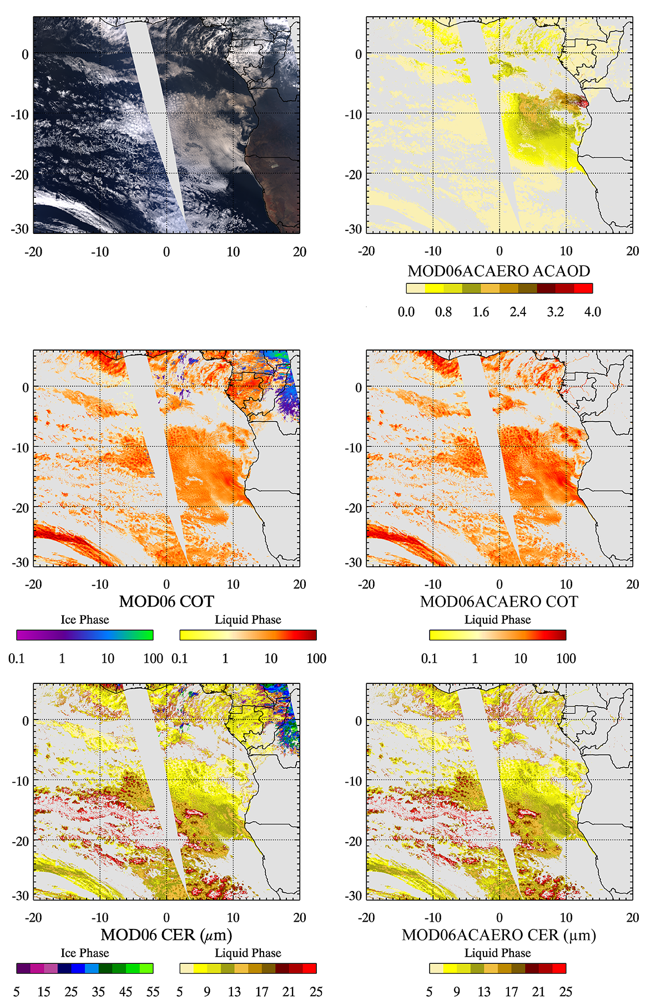 0
-10
-20
-30
-20 -10 0 10 20
0
-10
-20
-30
-20 -10 0 10 20
MOD06ACAERO ACAOD
0.0 0.8 1.6 2.4 3.2 4.0
0
-10
-20
-30
-20 -10 0 10 20
MOD06 COT
Ice Phase Liquid Phase
0.1 1 10 100 0.1 1 10 100
0
-10
-20
-30
-20 -10 0 10 20
MOD06ACAERO COT
Liquid Phase
0.1 1 10 100
0
-10
-20
-30
-20 -10 0 10 20
MOD06 CER (μm)
Ice Phase Liquid Phase
5 15 25 35 45 55 5 9 13 17 21 25
0
-10
-20
-30
-20 -10 0 10 20
MOD06ACAERO CER (μm)
Liquid Phase
5 9 13 17 21 25